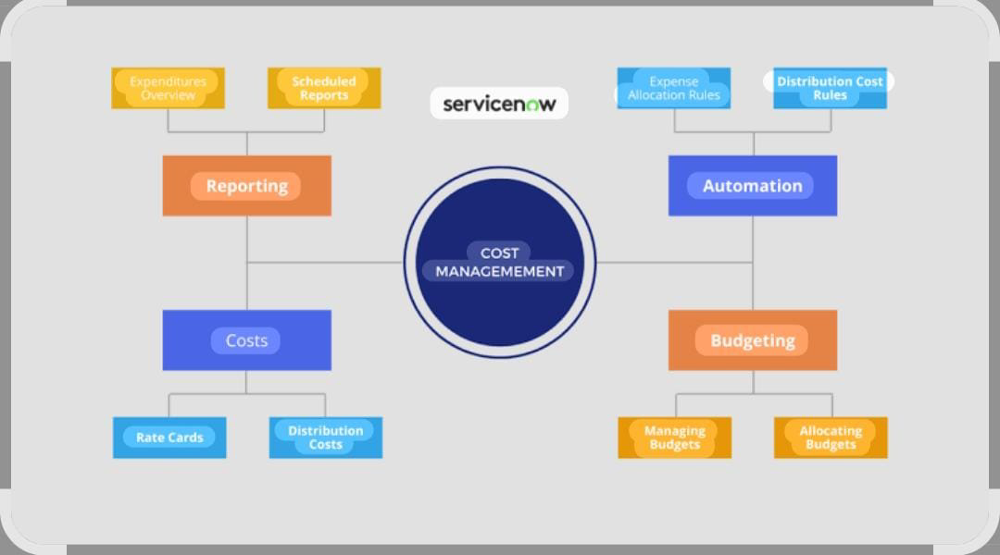 Expenditures
Overview
Scheduled
Reports
servicenow
Expense
Allocation Rules
Distribution Cost
Rules
Reporting
Automation
COST
MANAGEMEMENT
Costs
Budgeting
Rate Cards
Distribution
Costs
Managing
Budgets
Allocating
Budgets